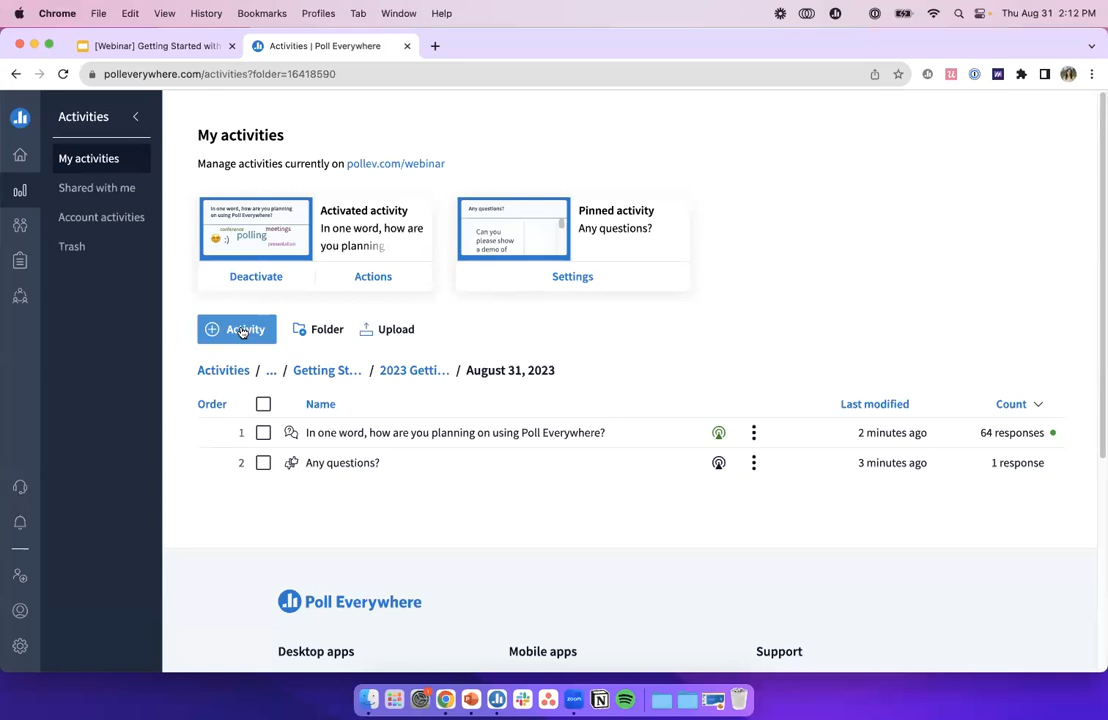 Chrome File Edit View History Bookmarks Profiles Tab Window Help Thu Aug 31 2:12 PM
[Webinar] Getting Started with Activities | Poll Everywhere
polleverywhere.com/activities?folder=16418590
Activities
My activities
Shared with me
Account activities
Trash
My activities
Manage activities currently on pollev.com/webinar
In one word, how are you planning
on using Poll Everywhere?
conference
meetings
polling
:)
presentation
Activated activity
In one word, how are
you planning
Deactivate Actions
Any questions?
Can you
please show
a demo of
Pinned activity
Any questions?
Settings
Activity Folder Upload
Activities / ... / Getting St... / 2023 Getti... / August 31, 2023
Order Name Last modified Count
1 In one word, how are you planning on using Poll Everywhere? 2 minutes ago 64 responses
2 Any questions? 3 minutes ago 1 response
Poll Everywhere
Desktop apps Mobile apps Support
zoom